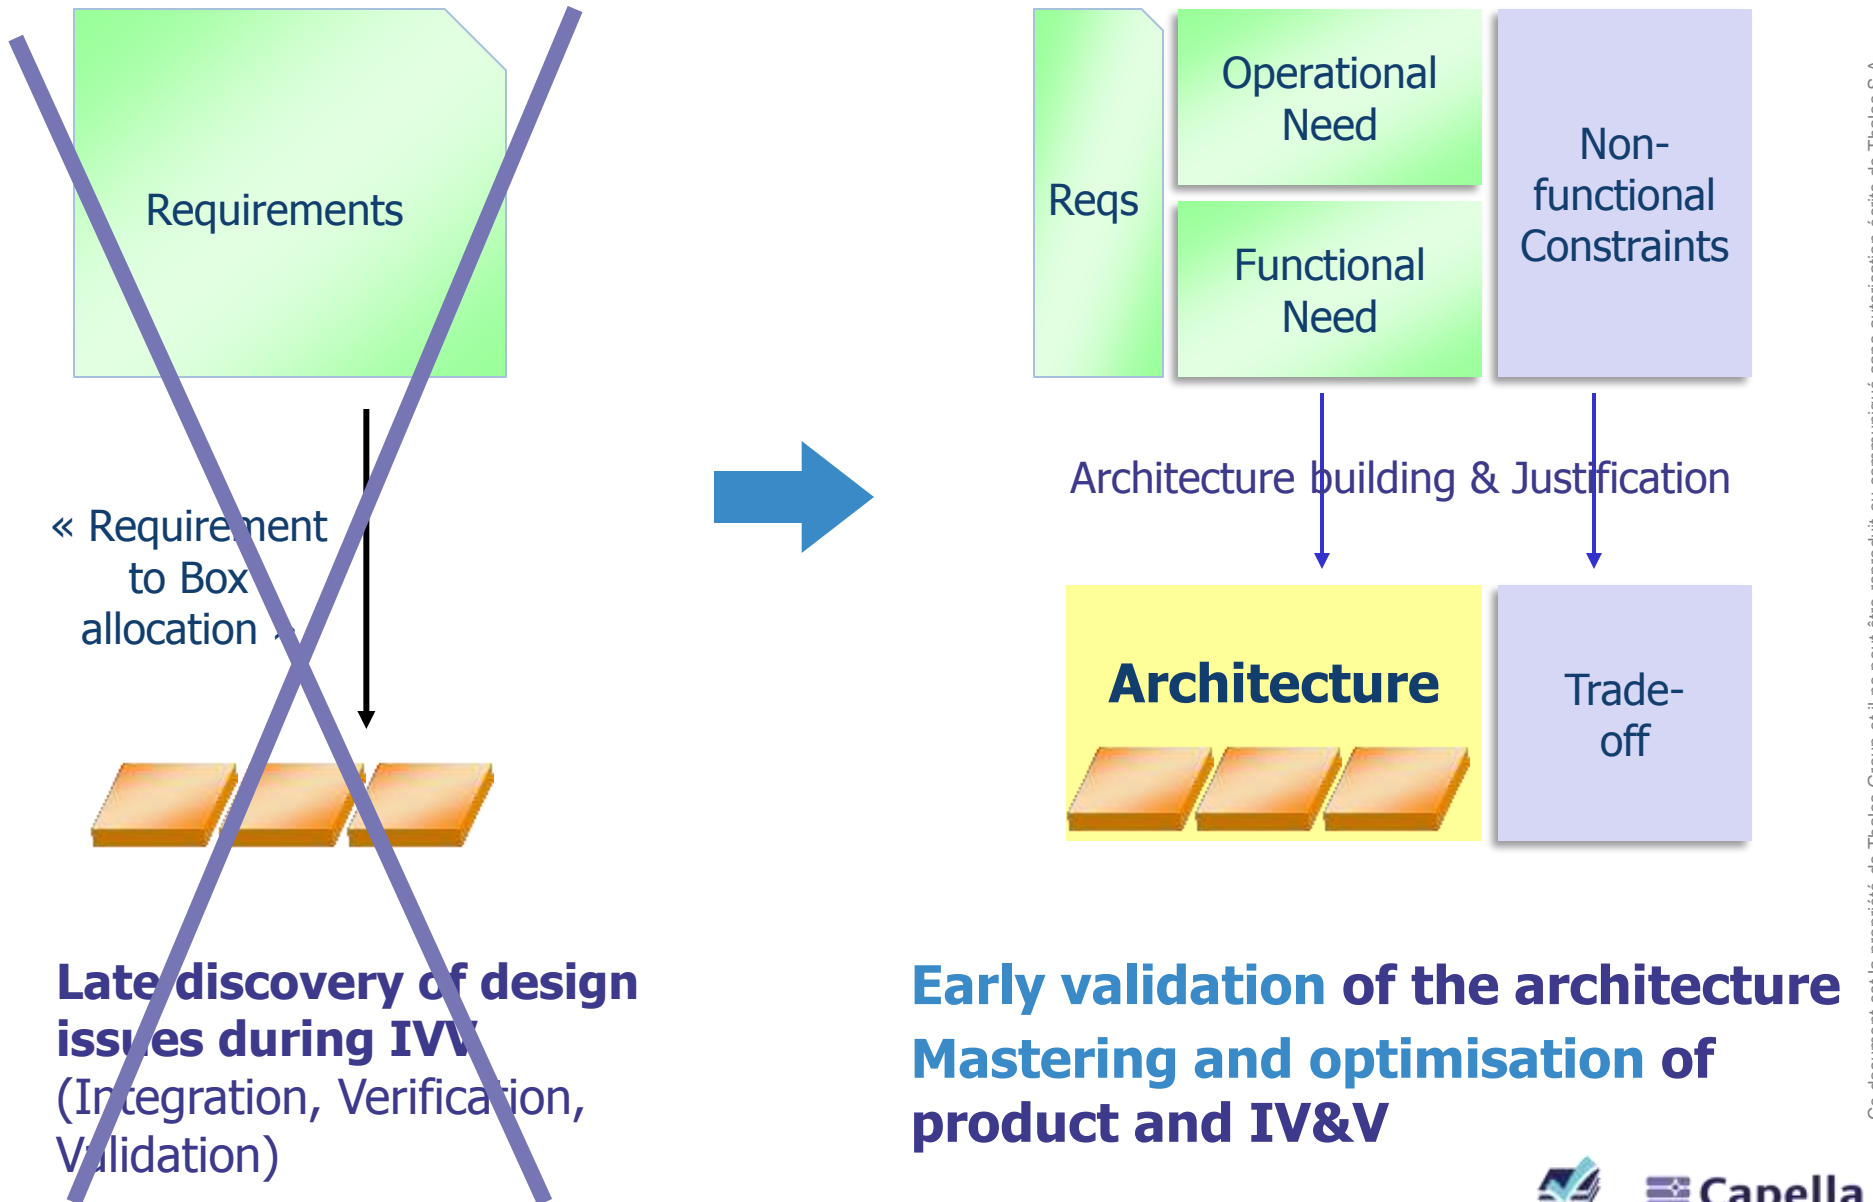 Requirements
« Requirement
to Box
allocation »
Late discovery of design
issues during IVV
(Integration, Verification,
Validation)
Reqs
Operational
Need
Functional
Need
Non-
functional
Constraints
Architecture building & Justification
Architecture
Trade-
off
Early validation of the architecture
Mastering and optimisation of
product and IV&V
Capella